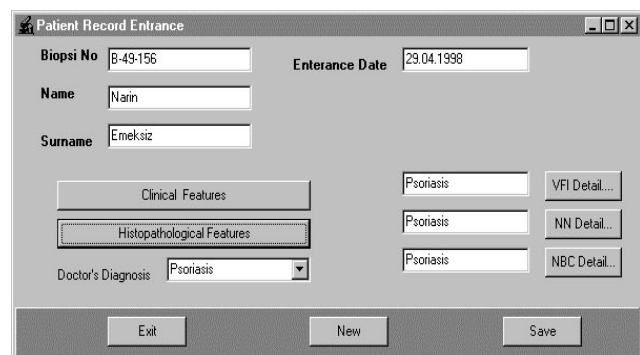 Patient Record Entrance
Biopsi No B-49-156 Enterance Date 29.04.1998
Name Narin
Surname Emeksiz
Clinical Features Psoriasis VFI Detail....
Histopathological Features Psoriasis NN Detail...
Doctor's Diagnosis Psoriasis Psoriasis NBC Detail...
Exit New Save